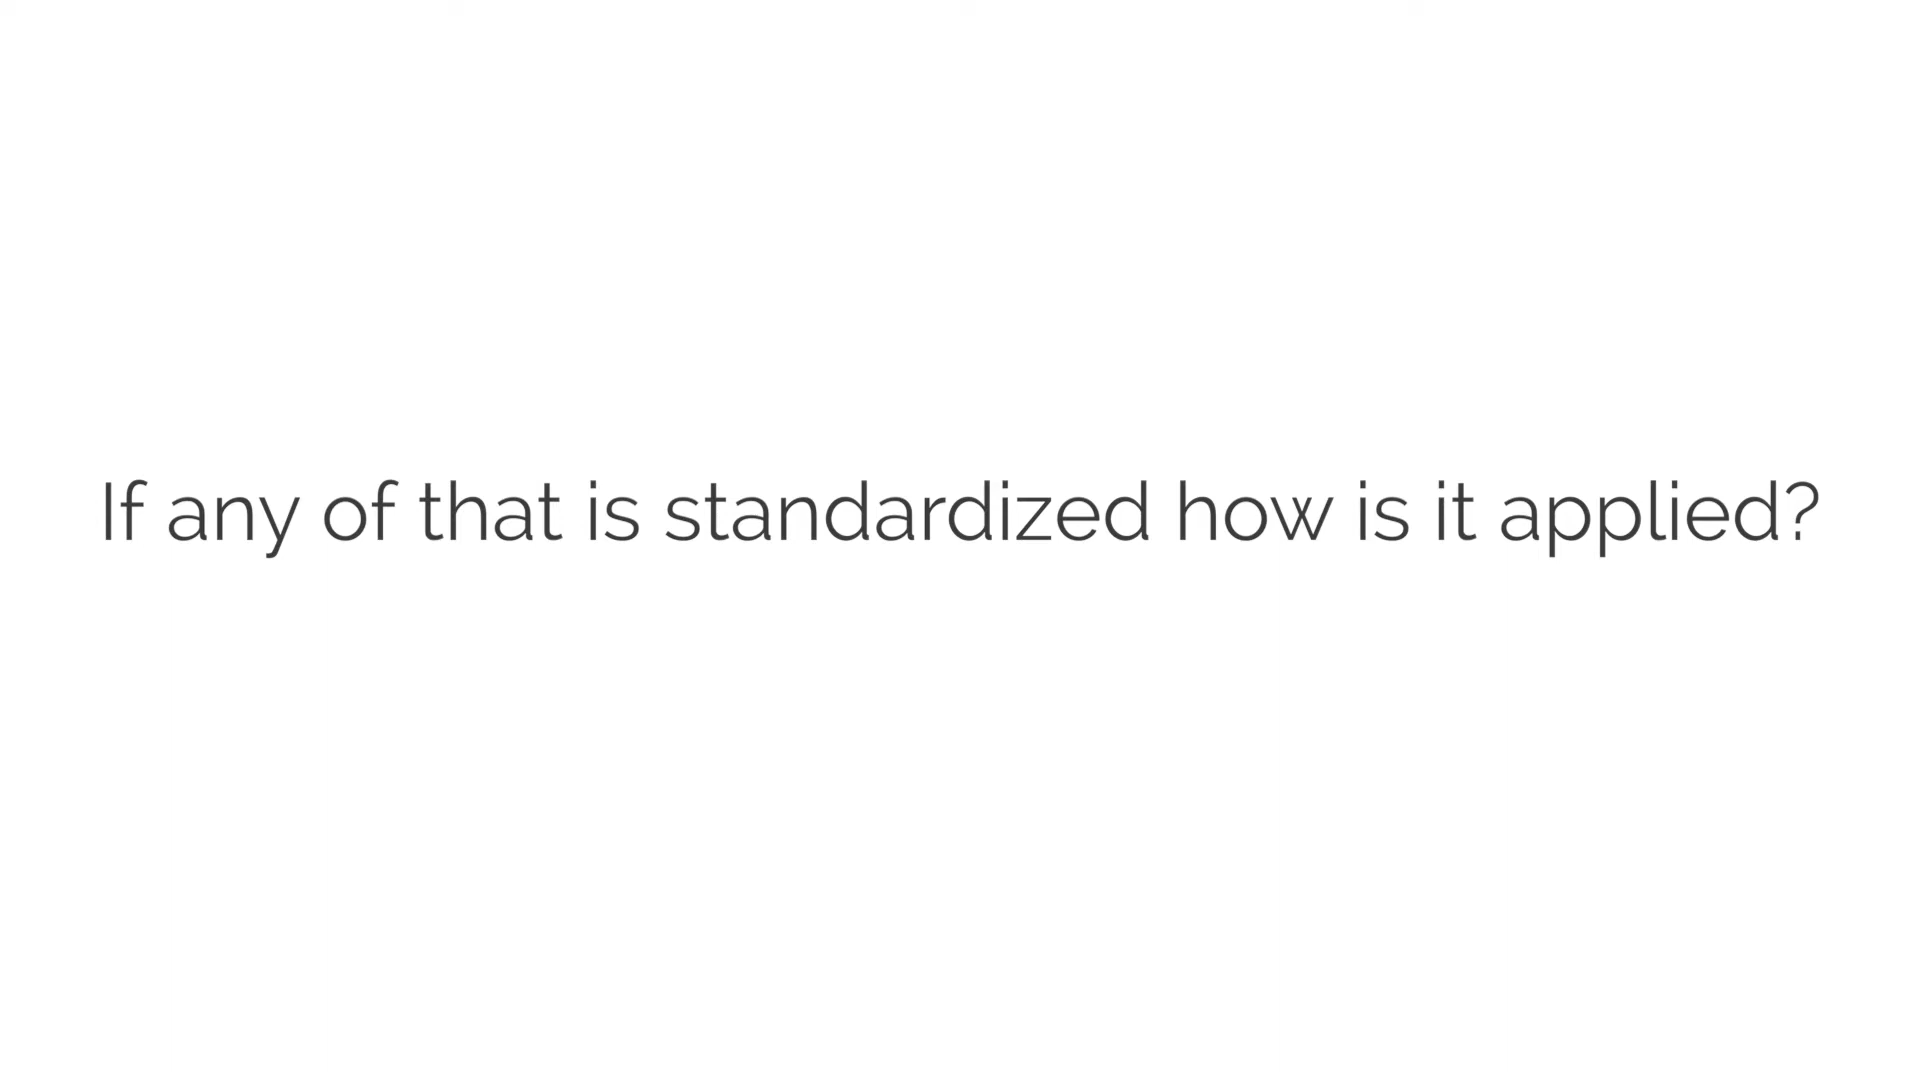 If any of that is standardized how is it applied?